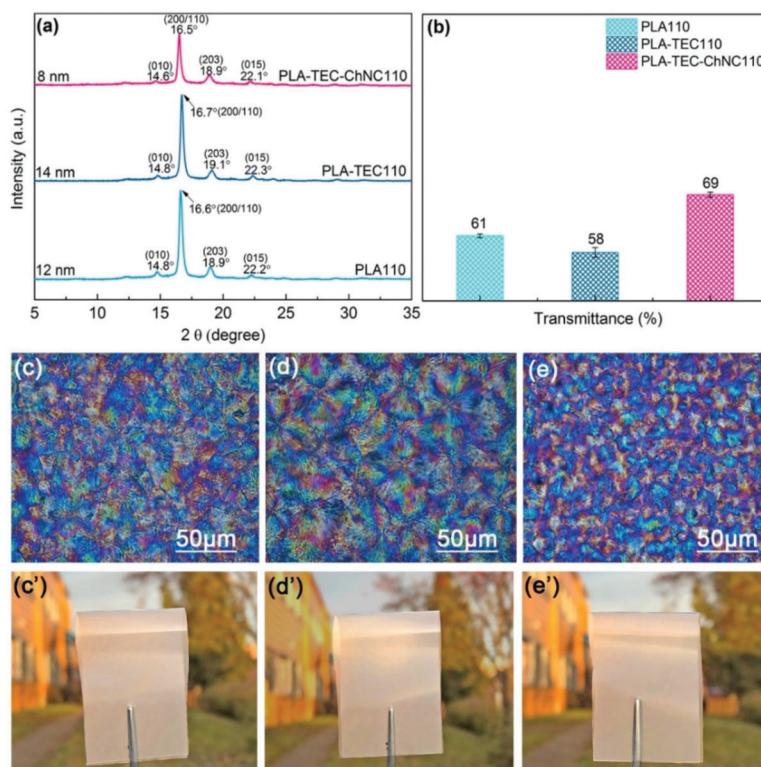 (a)
(200/110)
16.5°
(010)
14.6°
(203)
18.9°
(015)
22.1°
8 nm
PLA-TEC-ChNC110
16.7°(200/110)
(010)
14.8°
(203)
19.1°
(015)
22.3°
14 nm
PLA-TEC110
16.6°(200/110)
(010)
14.8°
(203)
18.9°
(015)
22.2°
12 nm
PLA110
Intensity (a.u.)
5 10 15 20 25 30 35
2 θ (degree)
(b)
PLA110
PLA-TEC110
PLA-TEC-ChNC110
61
58
69
Transmittance (%)
(c)
50μm
(d)
50μm
(e)
50μm
(c')
(d')
(e')